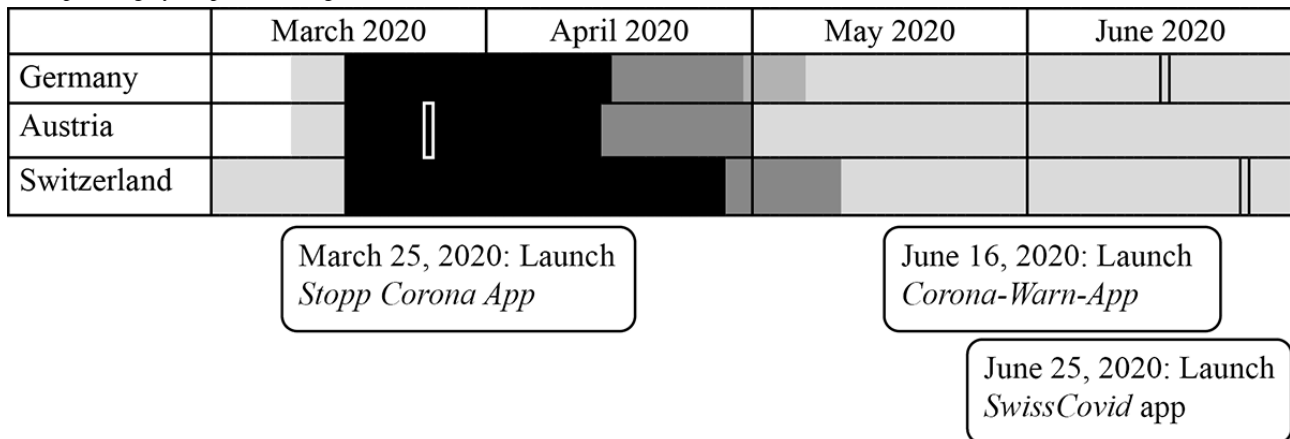 March 2020 April 2020 May 2020 June 2020
Germany
Austria
Switzerland
March 25, 2020: Launch
Stopp Corona App
June 16, 2020: Launch
Corona-Warn-App
June 25, 2020: Launch
SwissCovid app